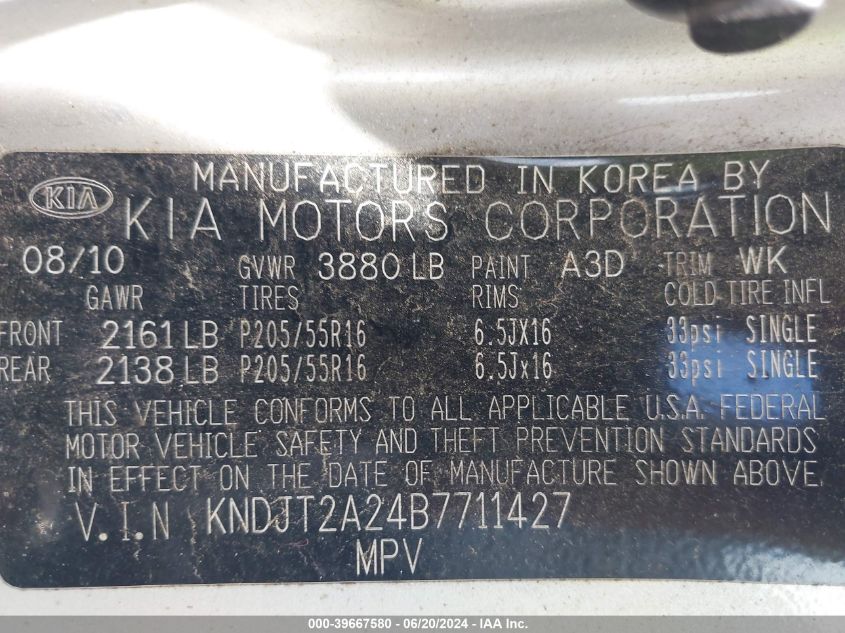 MANUFACTURED IN KOREA BY
KIA KIA MOTORS CORPORATION
08/10 GVWR 3880 LB PAINT A3D TRIM WK
GAWR TIRES RIMS COLD TIRE INFL
FRONT 2161 LB P205/55R16 6.5JX16 33psi SINGLE
REAR 2138 LB P205/55R16 6.5Jx16 33psi SINGLE
THIS VEHICLE CONFORMS TO ALL APPLICABLE U.S.A. FEDERAL
MOTOR VEHICLE SAFETY AND THEFT PREVENTION STANDARDS
IN EFFECT ON THE DATE OF MANUFACTURE SHOWN ABOVE.
V.I.N KNDJT2A24B7711427
MPV
000-39667580 | 06/20/2024 - IAA Inc.